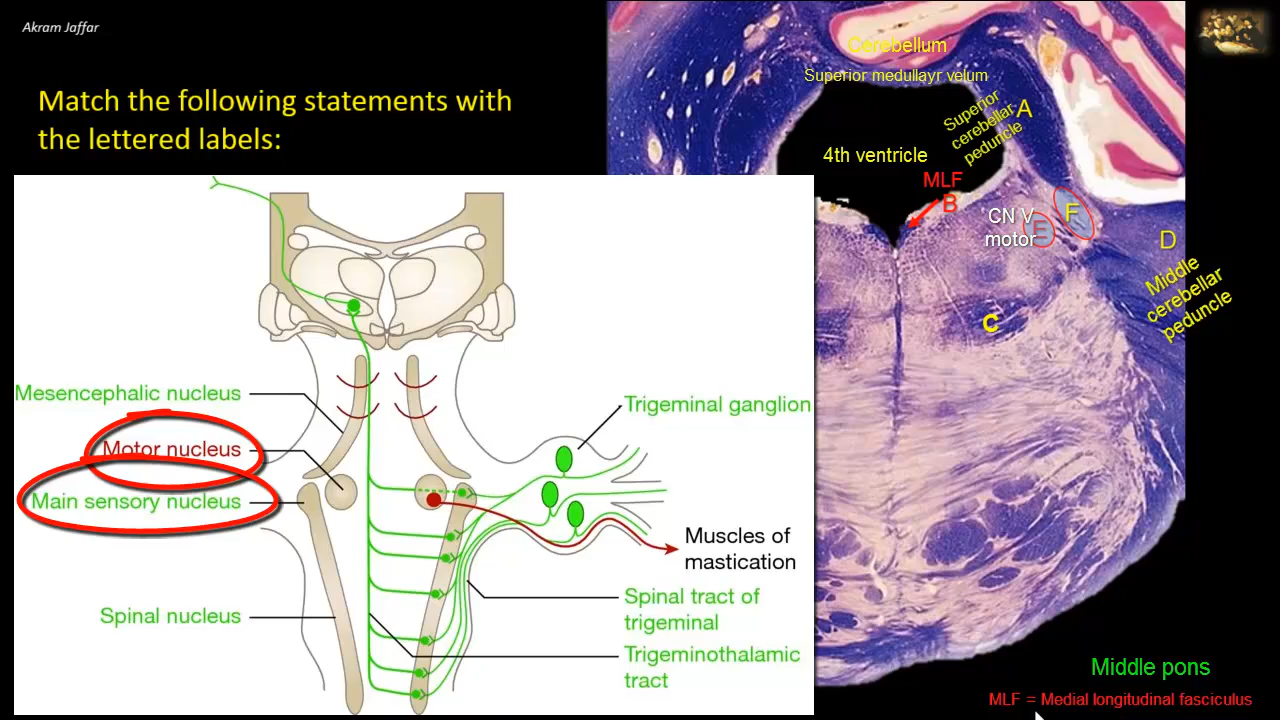 Akram Jaffar
Match the following statements with
the lettered labels:
Mesencephalic nucleus
Motor nucleus
Main sensory nucleus
Spinal nucleus
Trigeminal ganglion
Muscles of
mastication
Spinal tract of
trigeminal
Trigeminothalamic
tract
Cerebellum
Superior medullayr velum
Superior
cerebellar
peduncle
A
4th ventricle
MLF
B
CN V
motor
E
F
D
Middle
cerebellar
peduncle
C
Middle pons
MLF = Medial longitudinal fasciculus